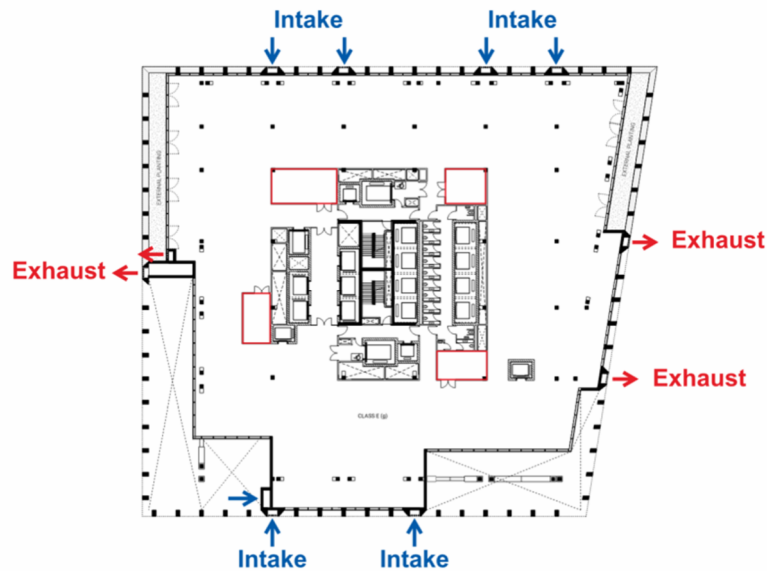 Intake
Intake
EXTERNAL PLANTING
EXTERNAL PLANTING
Exhaust
Exhaust
Exhaust
CLASS E (g)
Intake
Intake